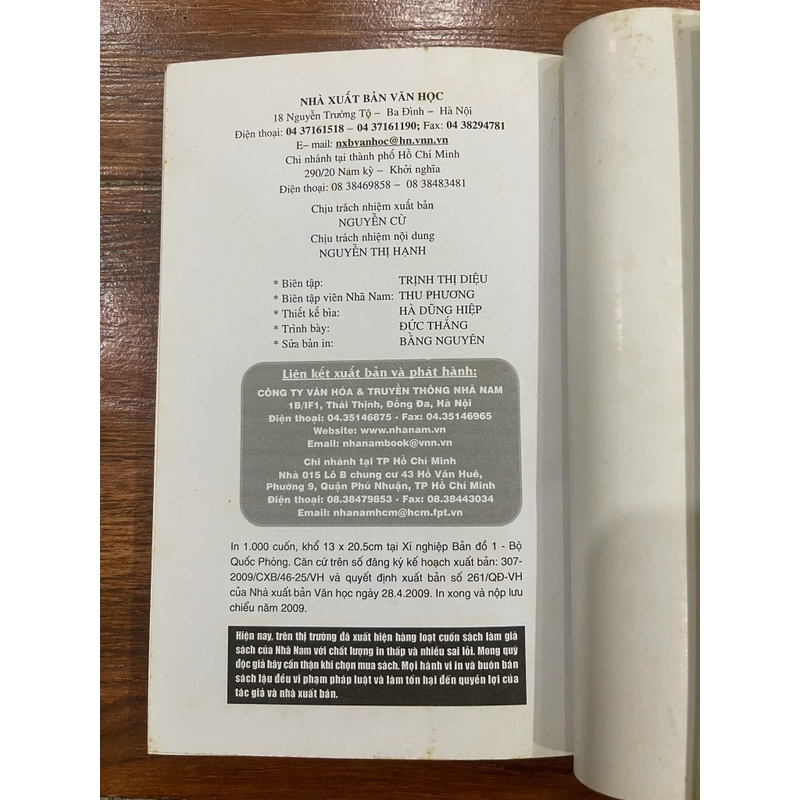 NHÀ XUẤT BẢN VĂN HỌC
18 Nguyễn Trường Tộ – Ba Đình – Hà Nội
Điện thoại: 04 37161518 – 04 37161190; Fax: 04 38294781
E– mail: nxbvanhoc@hn.vnn.vn
Chi nhánh tại thành phố Hồ Chí Minh
290/20 Nam kỳ – Khởi nghĩa
Điện thoại: 08 38469858 – 08 38483481
Chịu trách nhiệm xuất bản
NGUYỄN CỪ
Chịu trách nhiệm nội dung
NGUYỄN THỊ HẠNH
* Biên tập: TRỊNH THỊ DIỆU
* Biên tập viên Nhã Nam: THU PHƯƠNG
* Thiết kế bìa: HÀ DŨNG HIỆP
* Trình bày: ĐỨC THẮNG
* Sửa bản in: BẰNG NGUYÊN
Liên kết xuất bản và phát hành:
CÔNG TY VĂN HÓA & TRUYỀN THÔNG NHÃ NAM
1B/IF1, Thái Thịnh, Đống Đa, Hà Nội
Điện thoại: 04.35146875 - Fax: 04.35146965
Website: www.nhanam.vn
Email: nhanambook@vnn.vn
Chi nhánh tại TP Hồ Chí Minh
Nhà 015 Lô B chung cư 43 Hồ Văn Huê,
Phường 9, Quận Phú Nhuận, TP Hồ Chí Minh
Điện thoại: 08.38479853 - Fax: 08.38443034
Email: nhanamhcm@hcm.fpt.vn
In 1.000 cuốn, khổ 13 x 20.5cm tại Xí nghiệp Bản đồ 1 - Bộ
Quốc Phòng. Căn cứ trên số đăng ký kế hoạch xuất bản: 307-
2009/CXB/46-25/VH và quyết định xuất bản số 261/QĐ-VH
của Nhà xuất bản Văn học ngày 28.4.2009. In xong và nộp lưu
chiểu năm 2009.
Hiện nay, trên thị trường đã xuất hiện hàng loạt cuốn sách làm giả
sách của Nhã Nam với chất lượng in thấp và nhiều sai lỗi. Mong quý
độc giả hãy cẩn thận khi chọn mua sách. Mọi hành vi in và buôn bán
sách lậu đều vi phạm pháp luật và làm tổn hại đến quyền lợi của
tác giả và nhà xuất bản.